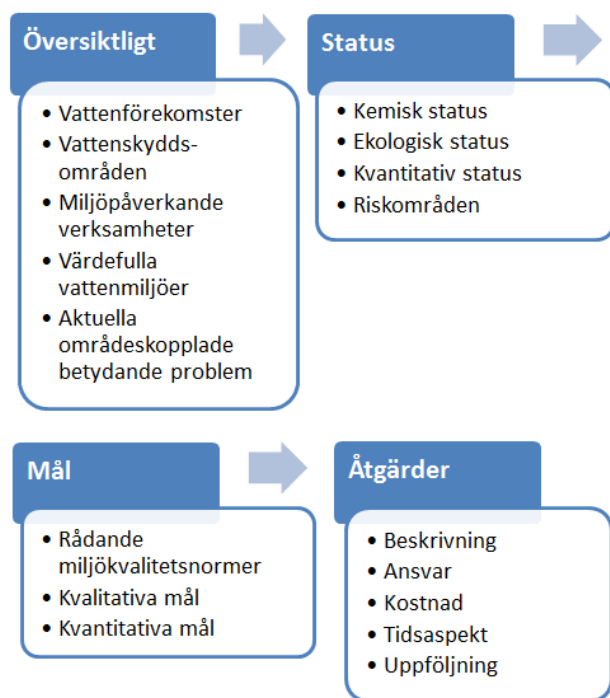 Översiktligt
• Vattenförekomster
• Vattenskydds-
områden
• Miljöpåverkande
verksamheter
• Värdefulla
vattenmiljöer
• Aktuella
områdeskopplade
betydande problem
Status
• Kemisk status
• Ekologisk status
• Kvantitativ status
• Riskområden
Mål
• Rådande
miljökvalitetsnormer
• Kvalitativa mål
• Kvantitativa mål
Åtgärder
• Beskrivning
• Ansvar
• Kostnad
• Tidsaspekt
• Uppföljning